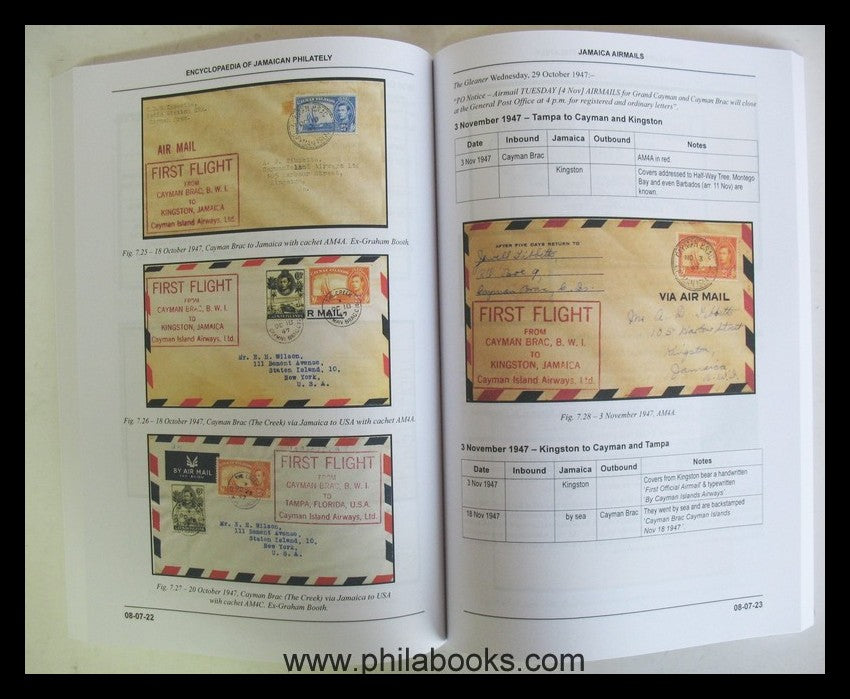 ENCYCLOPAEDIA OF JAMAICAN PHILATELY
AIR MAIL
FIRST FLIGHT
FROM
CAYMAN BRAC, B. W. I.
TO
KINGSTON, JAMAICA
Cayman Island Airways, Ltd.
Fig. 7.25 – 18 October 1947, Cayman Brac to Jamaica with cachet AM4A. Ex-Graham Booth.
FIRST FLIGHT
FROM
CAYMAN BRAC, B. W. I.
TO
KINGSTON, JAMAICA
Cayman Island Airways, Ltd.
CAYMAN ISLANDS
R MAIL
Mr. E. H. Wilson,
111 Bement Avenue,
Staten Island, 10,
New York,
U. S. A.
Fig. 7.26 – 18 October 1947, Cayman Brac (The Creek) via Jamaica to USA with cachet AM4A.
BY AIR MAIL
FIRST FLIGHT
FROM
CAYMAN BRAC, B. W. I.
TO
TAMPA, FLORIDA, U.S.A.
Cayman Island Airways, Ltd.
Wilson,
111 Bement Avenue,
Staten Island, 10,
New York,
U. S. A.
Fig. 7.27 – 20 October 1947, Cayman Brac (The Creek) via Jamaica to USA
with cachet AM4C. Ex-Graham Booth.
08-07-22
JAMAICA AIRMAILS
The Gleaner Wednesday, 29 October 1947:–
"PO Notice – Airmail TUESDAY [4 Nov] AIRMAILS for Grand Cayman and Cayman Brac will close
at the General Post Office at 4 p.m. for registered and ordinary letters".
3 November 1947 – Tampa to Cayman and Kingston
Date Inbound Jamaica Outbound Notes
3 Nov 1947 Cayman Brac AM4A in red
Kingston Covers addressed to Half-Way Tree, Montego
Bay and even Barbados (arr. 11 Nov) are
known.
AFTER FIVE DAYS RETURN TO
VIA AIR MAIL
FIRST FLIGHT
FROM
CAYMAN BRAC, B. W. I.
TO
KINGSTON, JAMAICA
Cayman Island Airways, Ltd.
Kingston,
Jamaica
Fig. 7.28 – 3 November 1947, AM4A.
3 November 1947 – Kingston to Cayman and Tampa
Date Inbound Jamaica Outbound Notes
3 Nov 1947 Kingston Covers from Kingston bear a handwritten
'First Official Airmail' & typewritten
'By Cayman Islands Airways'
18 Nov 1947 by sea Cayman Brac They went by sea and are backstamped
'Cayman Brac Cayman Islands
Nov 18 1947'.
08-07-23
www.philabooks.com